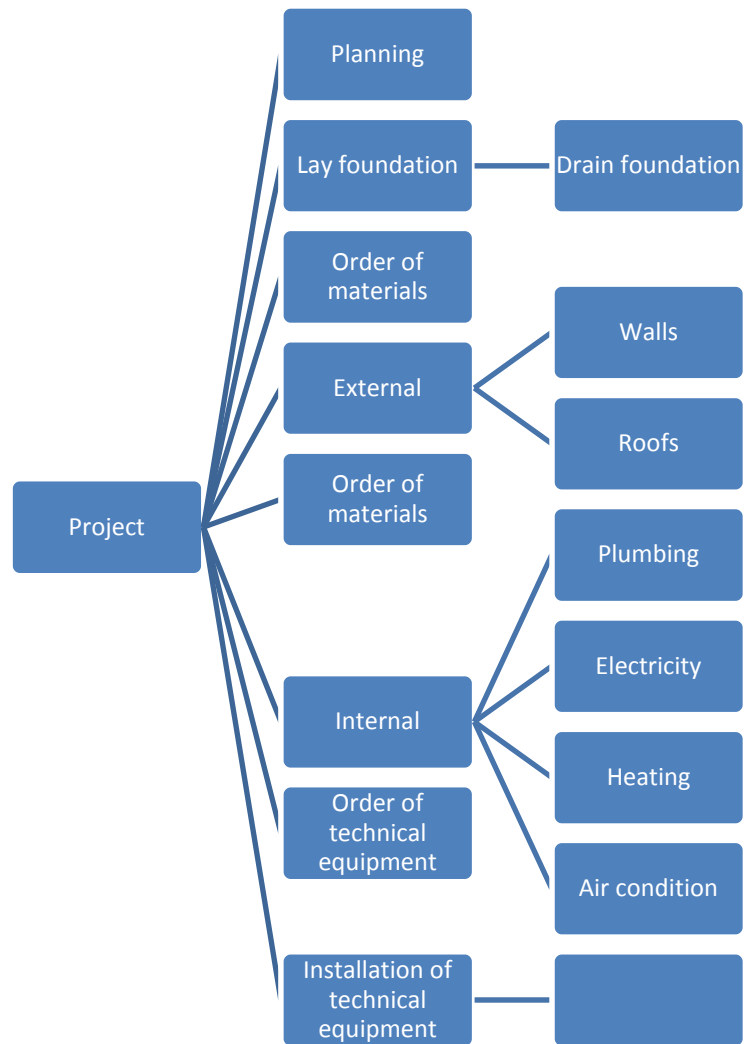 Planning
Lay foundation
Drain foundation
Order of
materials
Walls
External
Roofs
Order of
materials
Project
Plumbing
Electricity
Internal
Heating
Order of
technical
equipment
Air condition
Installation of
technical
equipment